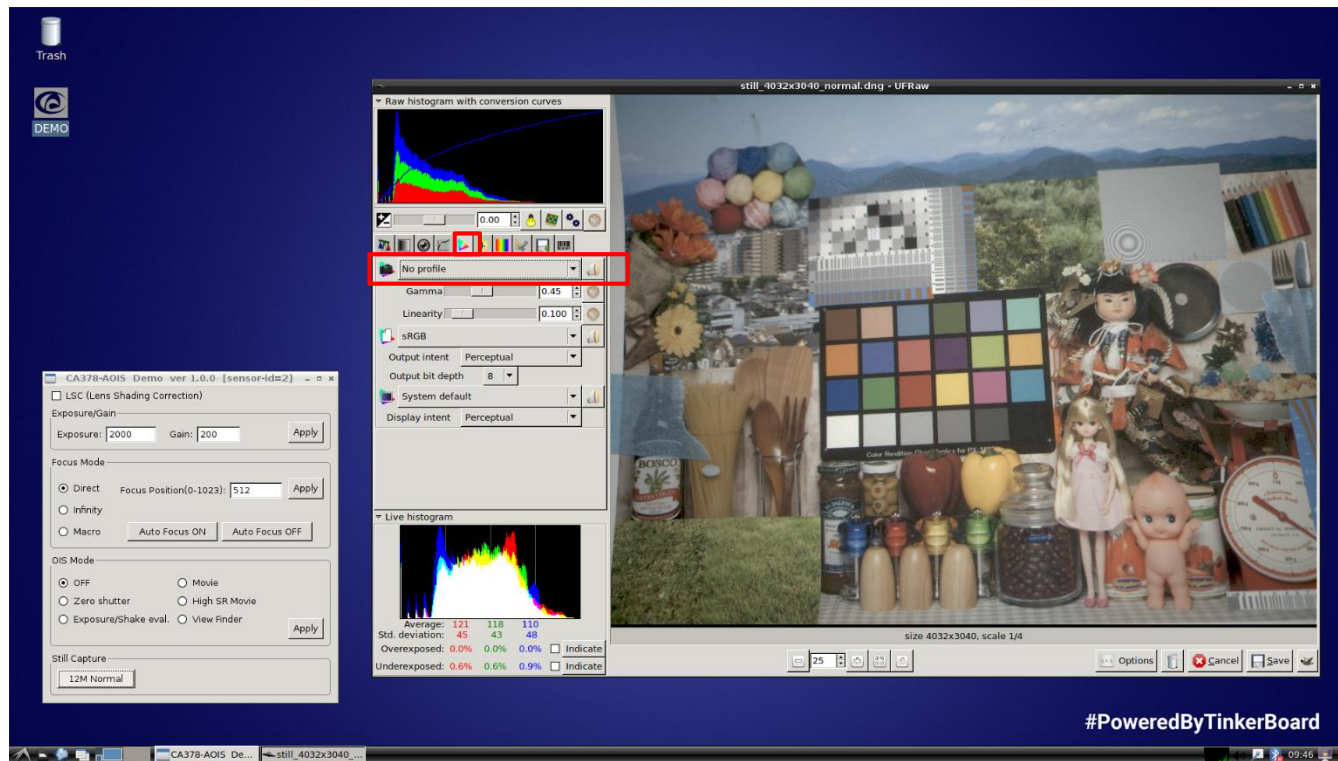 Trash
DEMO
still_4032x3040_normal.dng - UFRaw
Raw histogram with conversion curves
0.00
No profile
Gamma 0.45
Linearity 0.100
sRGB
Output intent Perceptual
Output bit depth 8
System default
Display intent Perceptual
Live histogram
Average: 121 118 110
Std. deviation: 45 43 48
Overexposed: 0.0% 0.0% 0.0% Indicate
Underexposed: 0.6% 0.6% 0.9% Indicate
BOSCO
size 4032x3040, scale 1/4
25
Options Cancel Save
CA378-AOIS Demo ver 1.0.0 [sensor-id=2]
LSC (Lens Shading Correction)
Exposure/Gain
Exposure: 2000 Gain: 200 Apply
Focus Mode
Direct Focus Position(0-1023): 512 Apply
Infinity
Macro Auto Focus ON Auto Focus OFF
OIS Mode
OFF Movie
Zero shutter High SR Movie
Exposure/Shake eval. View Finder
Apply
Still Capture
12M Normal
#PoweredByTinkerBoard
CA378-AOIS De... still_4032x3040_... 09:46